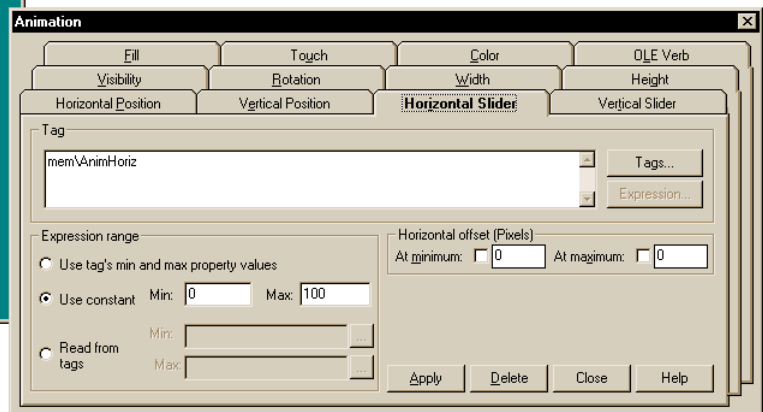 Animation
Fill Touch Color OLE Verb
Visibility Rotation Width Height
Horizontal Position Vertical Position Horizontal Slider Vertical Slider
Tag
mem\AnimHoriz
Tags...
Expression...
Expression range
Use tag's min and max property values
Use constant Min: 0 Max: 100
Read from
tags
Min: ...
Max: ...
Horizontal offset (Pixels)
At minimum: 0 At maximum: 0
Apply Delete Close Help